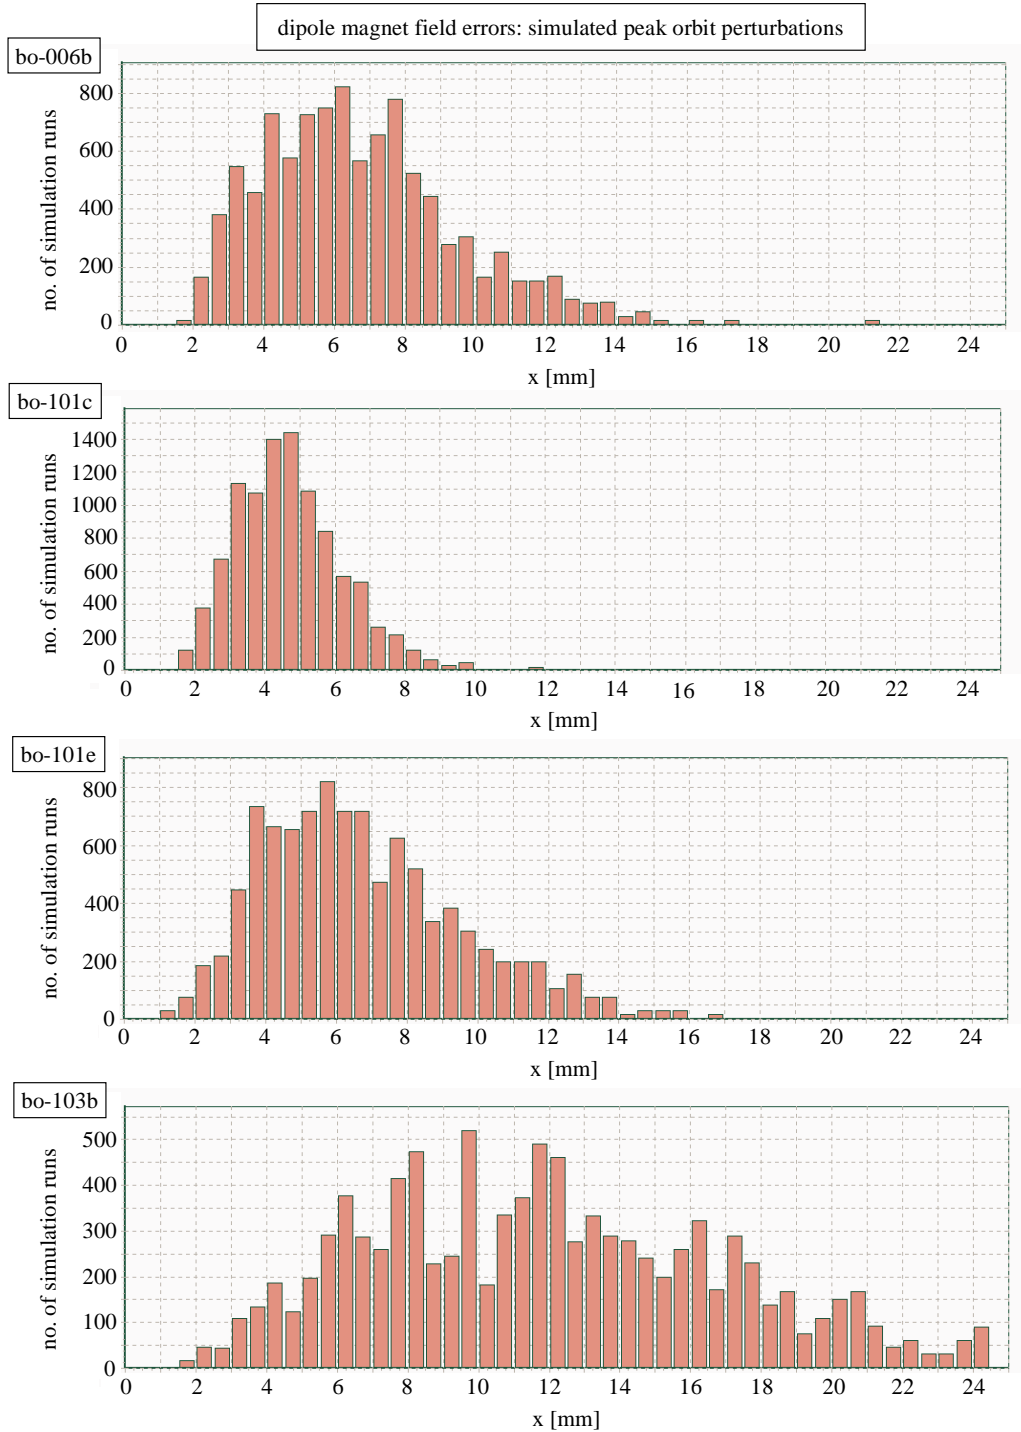 dipole magnet field errors: simulated peak orbit perturbations
bo-006b
no. of simulation runs
800
600
400
200
0
0 2 4 6 8 10 12 14 16 18 20 22 24
x [mm]
bo-101c
no. of simulation runs
1400
1200
1000
800
600
400
200
0
0 2 4 6 8 10 12 14 16 18 20 22 24
x [mm]
bo-101e
no. of simulation runs
800
600
400
200
0
0 2 4 6 8 10 12 14 16 18 20 22 24
x [mm]
bo-103b
no. of simulation runs
500
400
300
200
100
0
0 2 4 6 8 10 12 14 16 18 20 22 24
x [mm]